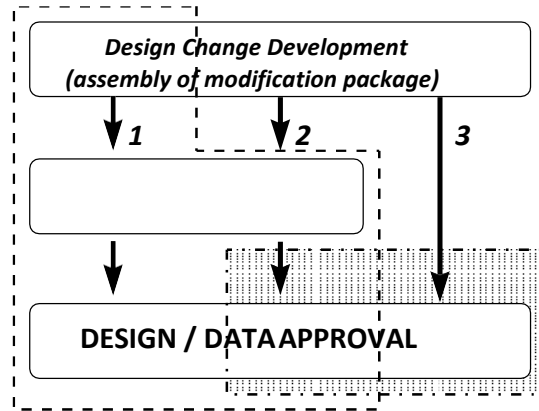 Design Change Development
(assembly of modification package)
1 2 3
DESIGN / DATA APPROVAL